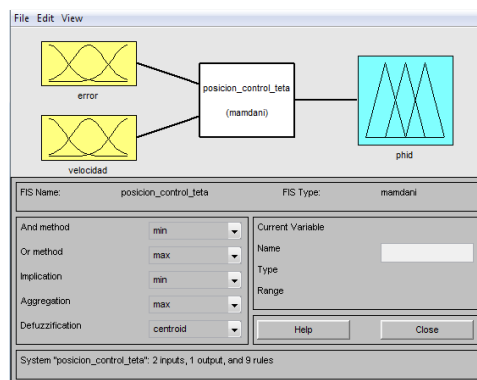 File Edit View
error
velocidad
posicion_control_teta
(mamdani)
phid
FIS Name: posicion_control_teta FIS Type: mamdani
And method min
Or method max
Implication min
Aggregation max
Defuzzification centroid
Current Variable
Name
Type
Range
Help Close
System "posicion_control_teta": 2 inputs, 1 output, and 9 rules